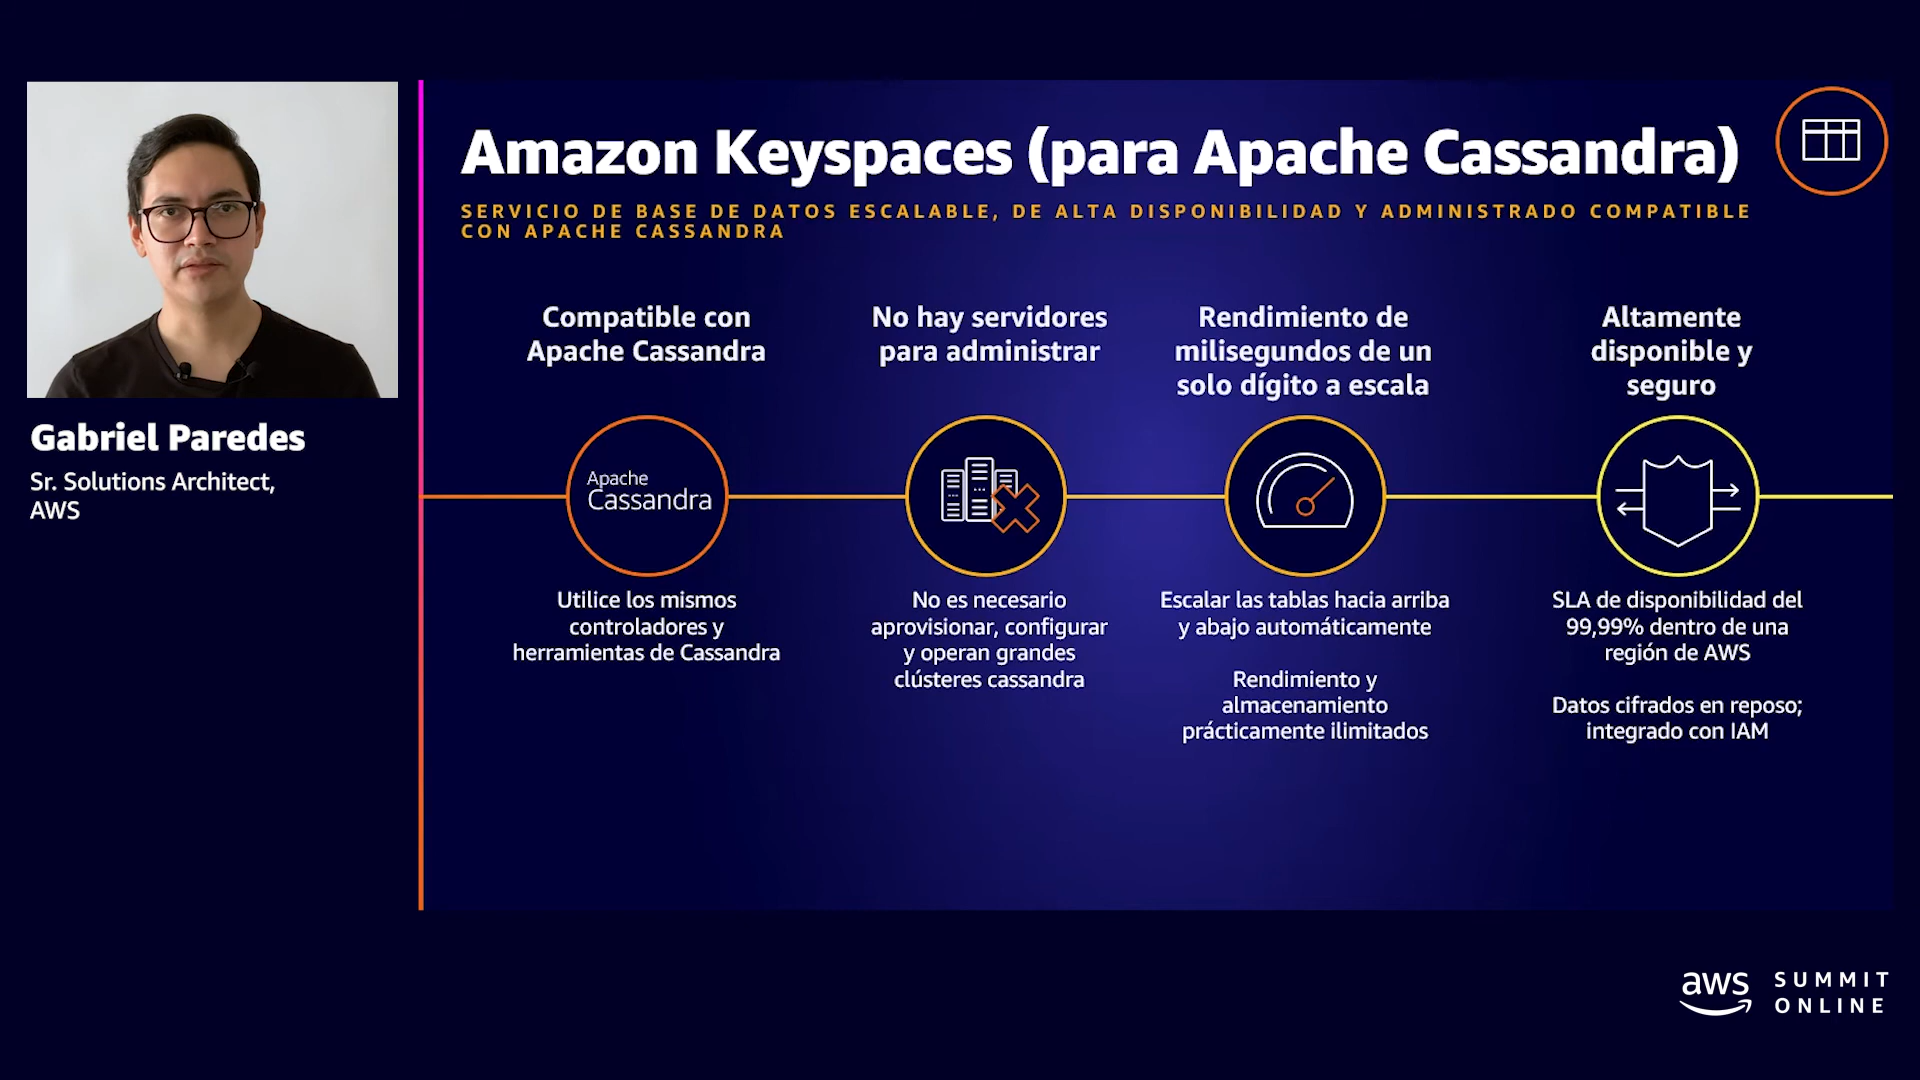 Amazon Keyspaces (para Apache Cassandra)
SERVICIO DE BASE DE DATOS ESCALABLE, DE ALTA DISPONIBILIDAD Y ADMINISTRADO COMPATIBLE
CON APACHE CASSANDRA
Gabriel Paredes
Sr. Solutions Architect,
AWS
Compatible con
Apache Cassandra
Apache
Cassandra
Utilice los mismos
controladores y
herramientas de Cassandra
No hay servidores
para administrar
No es necesario
aprovisionar, configurar
y operan grandes
clústeres cassandra
Rendimiento de
milisegundos de un
solo dígito a escala
Escalar las tablas hacia arriba
y abajo automáticamente
Rendimiento y
almacenamiento
prácticamente ilimitados
Altamente
disponible y
seguro
SLA de disponibilidad del
99,99% dentro de una
región de AWS
Datos cifrados en reposo;
integrado con IAM
aws
SUMMIT
ONLINE